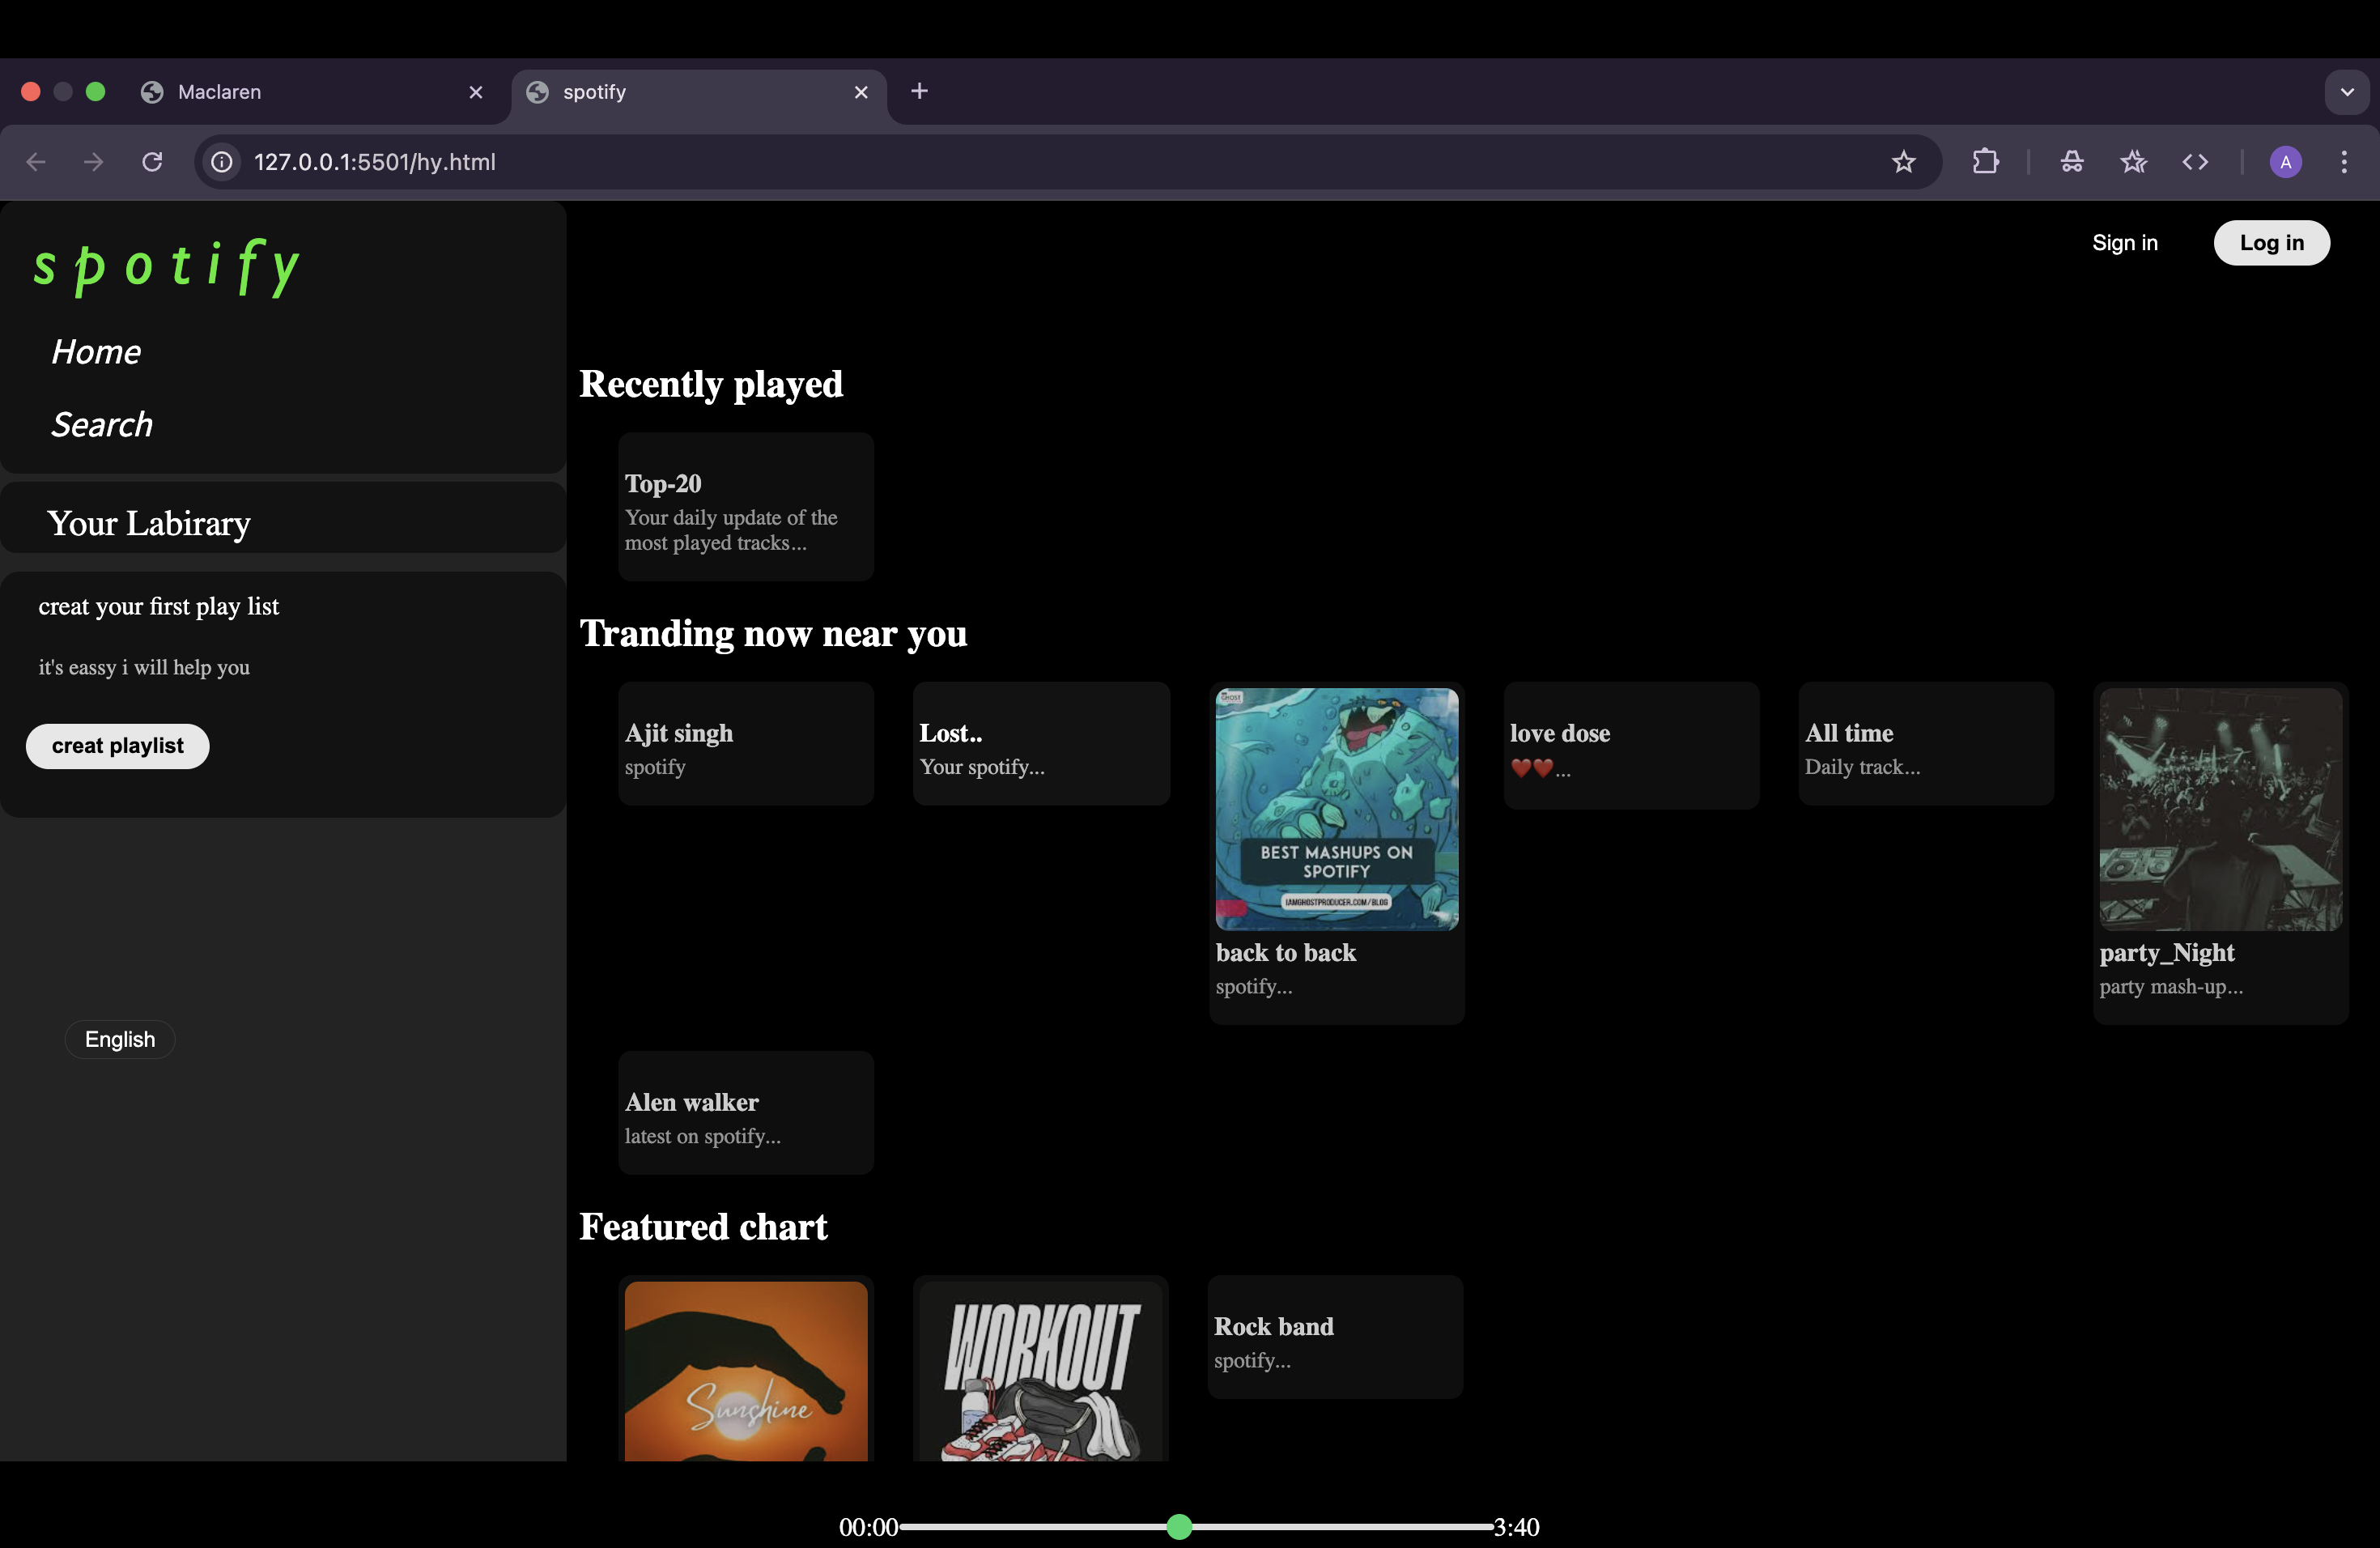 Maclaren
spotify
127.0.0.1:5501/hy.html
A
spotify
Home
Search
Your Labirary
creat your first play list
it's eassy i will help you
creat playlist
English
Sign in
Log in
Recently played
Top-20
Your daily update of the
most played tracks...
Tranding now near you
Ajit singh
spotify
Lost..
Your spotify...
GHOST
BEST MASHUPS ON
SPOTIFY
IAMGHOSTPRODUCER.COM/BLOG
back to back
spotify...
love dose
❤️❤️...
All time
Daily track...
party_Night
party mash-up...
Alen walker
latest on spotify...
Featured chart
Sunshine
WORKOUT
Rock band
spotify...
00:00
3:40